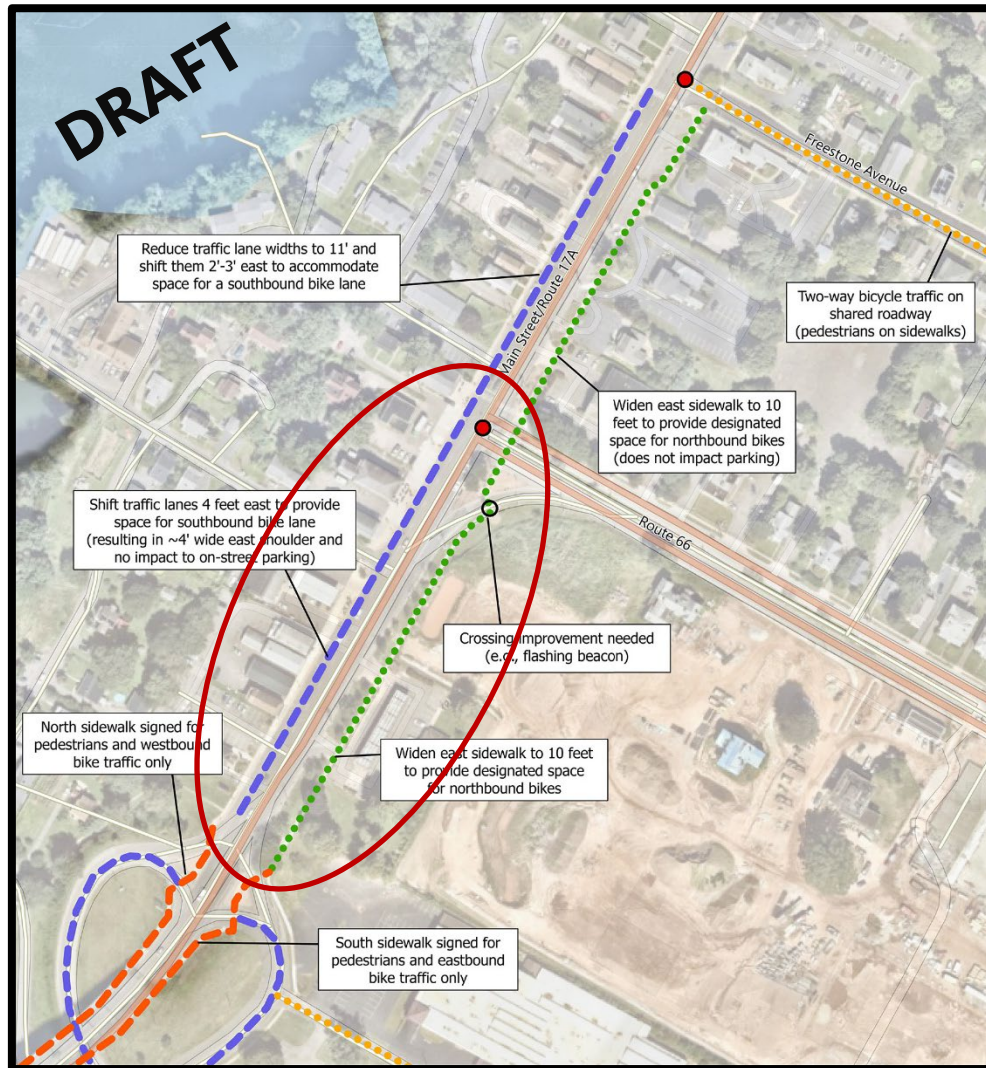 DRAFT
Freestone Avenue
Reduce traffic lane widths to 11' and
shift them 2'-3' east to accommodate
space for a southbound bike lane
Main Street/Route 17A
Two-way bicycle traffic on
shared roadway
(pedestrians on sidewalks)
Widen east sidewalk to 10
feet to provide designated
space for northbound bikes
(does not impact parking)
Shift traffic lanes 4 feet east to provide
space for southbound bike lane
(resulting in ~4' wide east shoulder and
no impact to on-street parking)
Route 66
Crossing improvement needed
(e.g., flashing beacon)
North sidewalk signed for
pedestrians and westbound
bike traffic only
Widen east sidewalk to 10 feet
to provide designated space
for northbound bikes
South sidewalk signed for
pedestrians and eastbound
bike traffic only